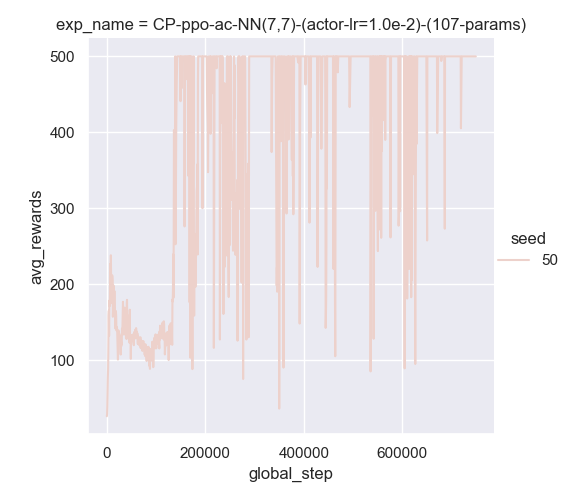 exp_name = CP-ppo-ac-NN(7,7)-(actor-lr=1.0e-2)-(107-params)
500
400
300
200
100
avg_rewards
0
200000
400000
600000
global_step
seed
50